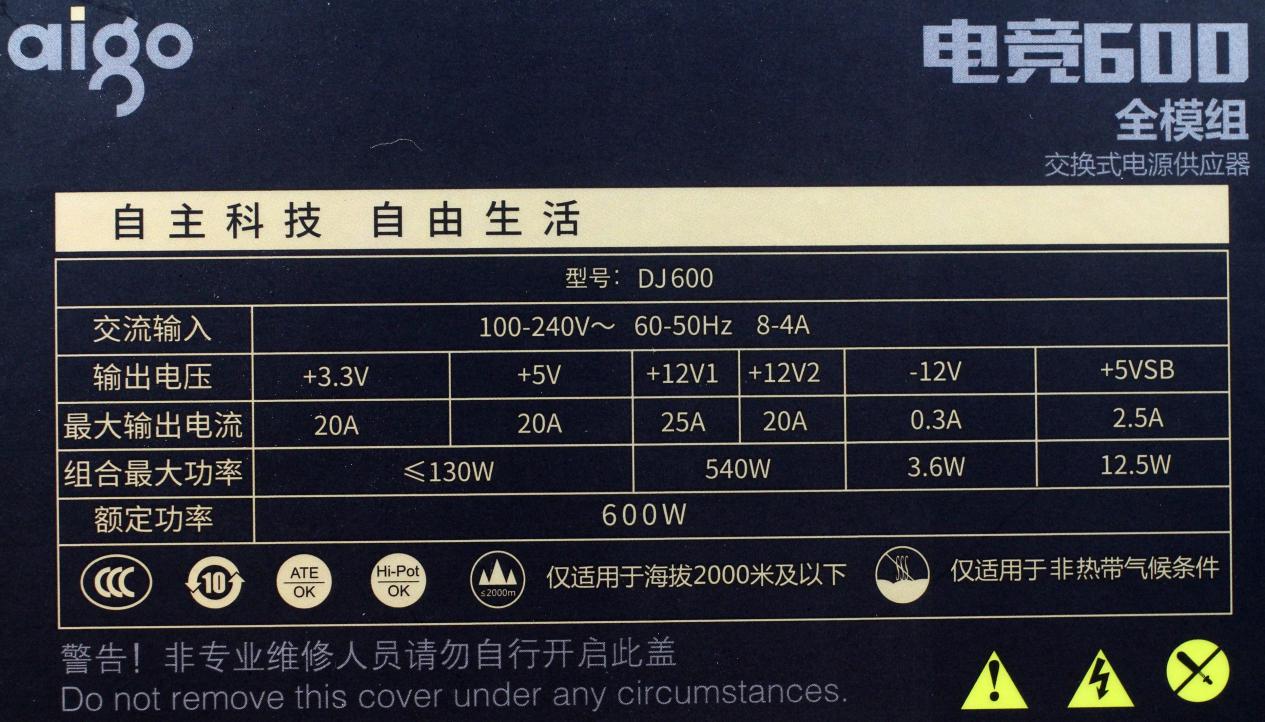 aigo
电竞600
全模组
交换式电源供应器
自主科技 自由生活
型号：DJ600
交流输入 100-240V～ 60-50Hz 8-4A
输出电压 +3.3V +5V +12V1 +12V2 -12V +5VSB
最大输出电流 20A 20A 25A 20A 0.3A 2.5A
组合最大功率 ≤130W 540W 3.6W 12.5W
额定功率 600W
CCC 10 ATE OK Hi-Pot OK ≤2000m 仅适用于海拔2000米及以下 仅适用于非热带气候条件
警告！非专业维修人员请勿自行开启此盖
Do not remove this cover under any circumstances.